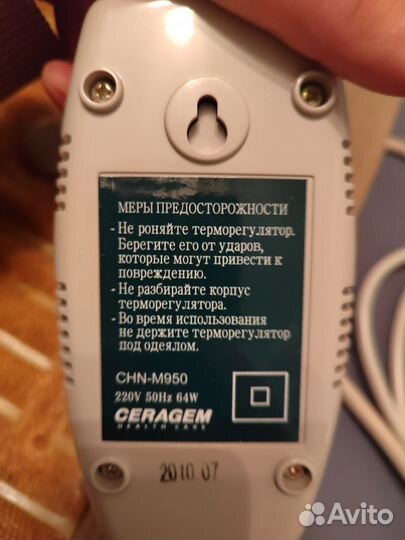 МЕРЫ ПРЕДОСТОРОЖНОСТИ
- Не роняйте терморегулятор.
Берегите его от ударов,
которые могут привести к
повреждению.
- Не разбирайте корпус
терморегулятора.
- Во время использования
не держите терморегулятор
под одеялом.
CHN-M950
220V 50Hz 64W
CERAGEM
HEALTH CARE
2010.07
Avito